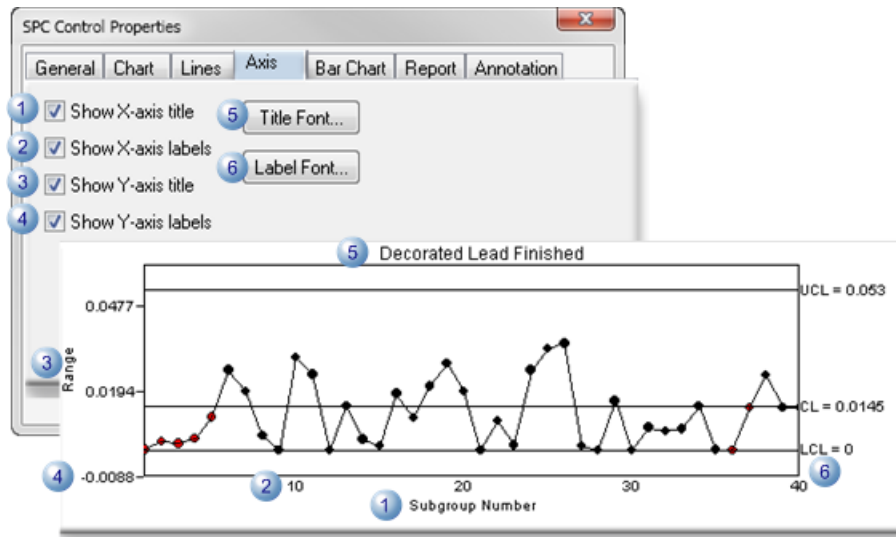 SPC Control Properties
General Chart Lines Axis Bar Chart Report Annotation
1 Show X-axis title 5 Title Font...
2 Show X-axis labels
6 Label Font...
3 Show Y-axis title
4 Show Y-axis labels
5 Decorated Lead Finished
UCL = 0.053
0.0477
3 Range
0.0194
CL = 0.0145
LCL = 0
4 -0.0088
2 10 20 30 40
6
1 Subgroup Number